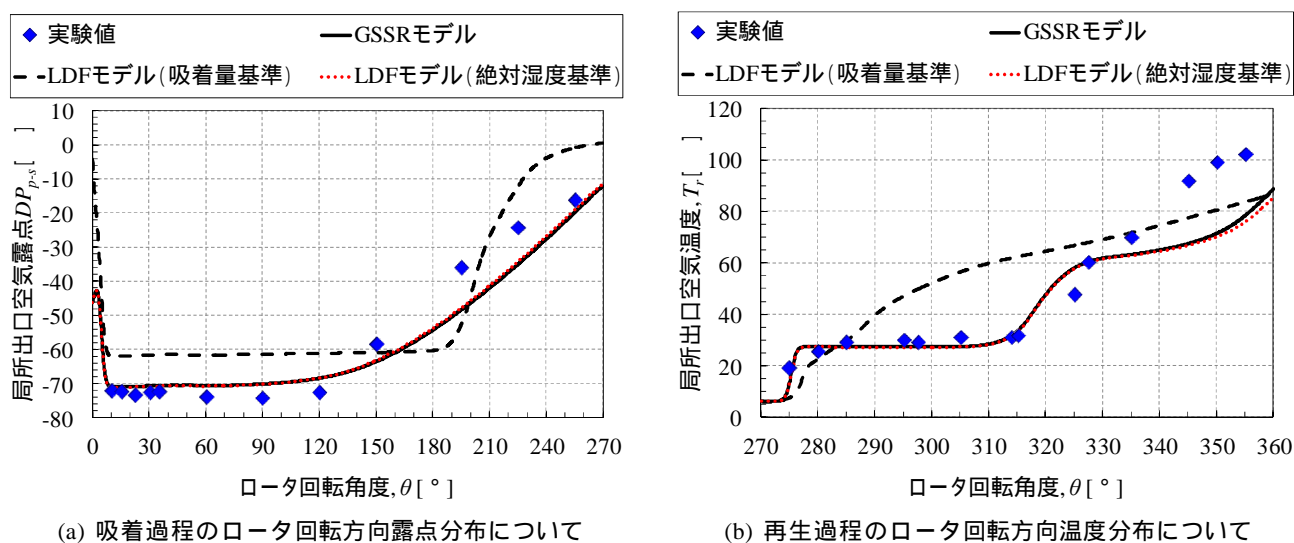 実験値 GSSRモデル
LDFモデル(吸着量基準) LDFモデル(絶対湿度基準)
局所出口空気露点DPp-s[ ]
10
0
-10
-20
-30
-40
-50
-60
-70
-80
0 30 60 90 120 150 180 210 240 270
ロータ回転角度,θ[°]
(a) 吸着過程のロータ回転方向露点分布について
実験値 GSSRモデル
LDFモデル(吸着量基準) LDFモデル(絶対湿度基準)
局所出口空気温度,Tr[ ]
120
100
80
60
40
20
0
270 280 290 300 310 320 330 340 350 360
ロータ回転角度,θ[°]
(b) 再生過程のロータ回転方向温度分布について